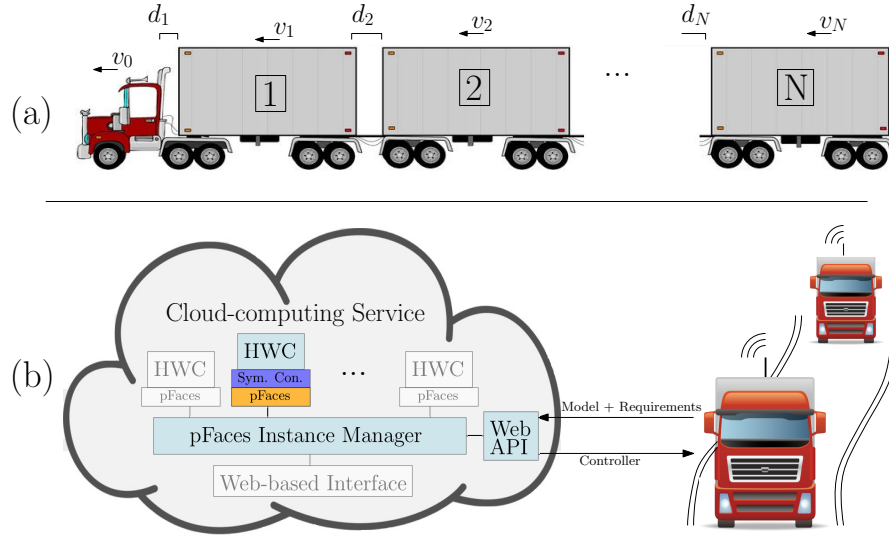 d1 d2 dN
v0 v1 v2 vN
(a) 1 2 ... N
Cloud-computing Service
HWC HWC ... HWC
Sym. Con.
pFaces pFaces pFaces
(b)
pFaces Instance Manager
Web
API
Web-based Interface
Model + Requirements
Controller